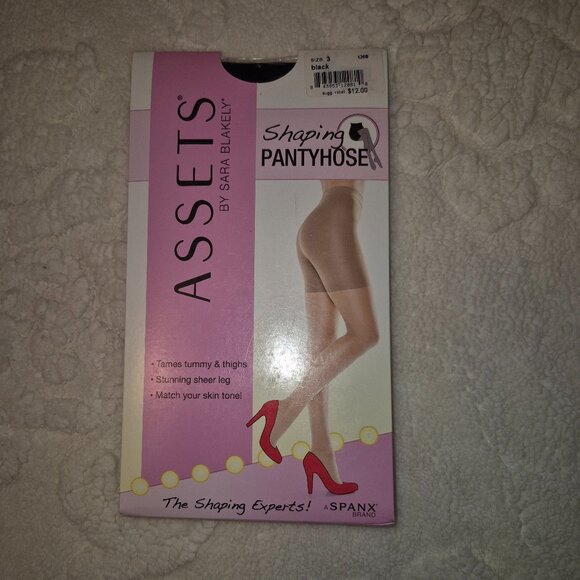 SIZE 3
black
sugg. retail $12.00
ASSETS®
BY SARA BLAKELY®
Shaping
PANTYHOSE
• Tames tummy & thighs
• Stunning sheer leg
• Match your skin tone!
The Shaping Experts!
A SPANX®
BRAND